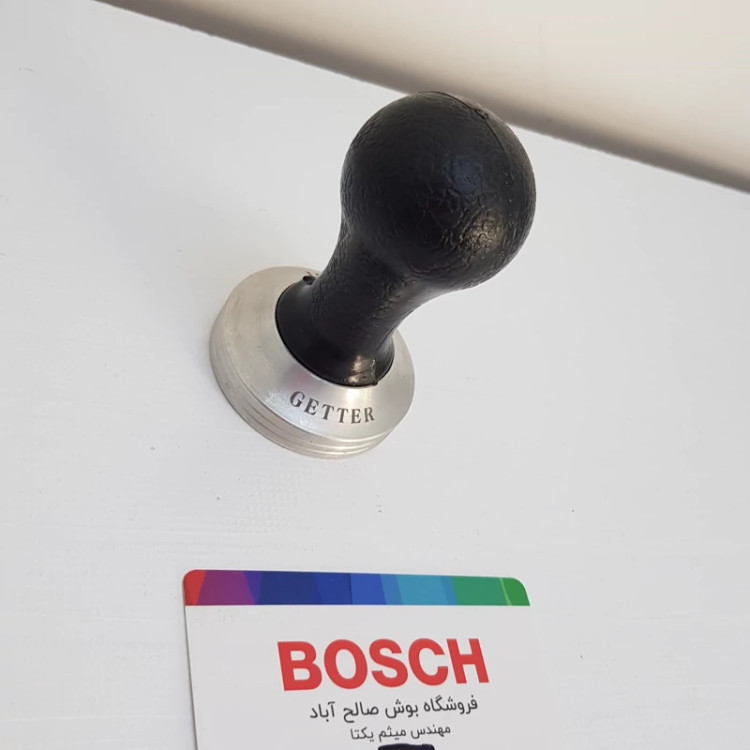 GETTER
BOSCH
فروشگاه بوش صالح آباد
مهندس میثم یکتا